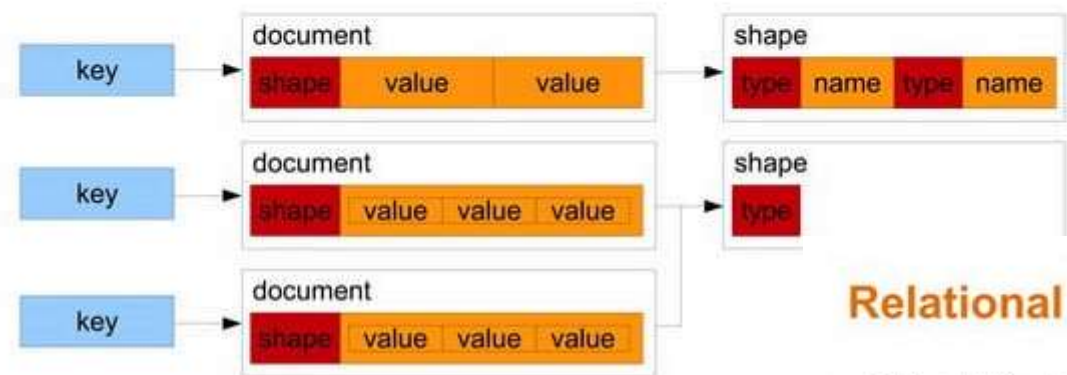 document
shape
key
shape value value
type name type name
document
shape
key
shape value value value
type
document
Relational
key
shape value value value